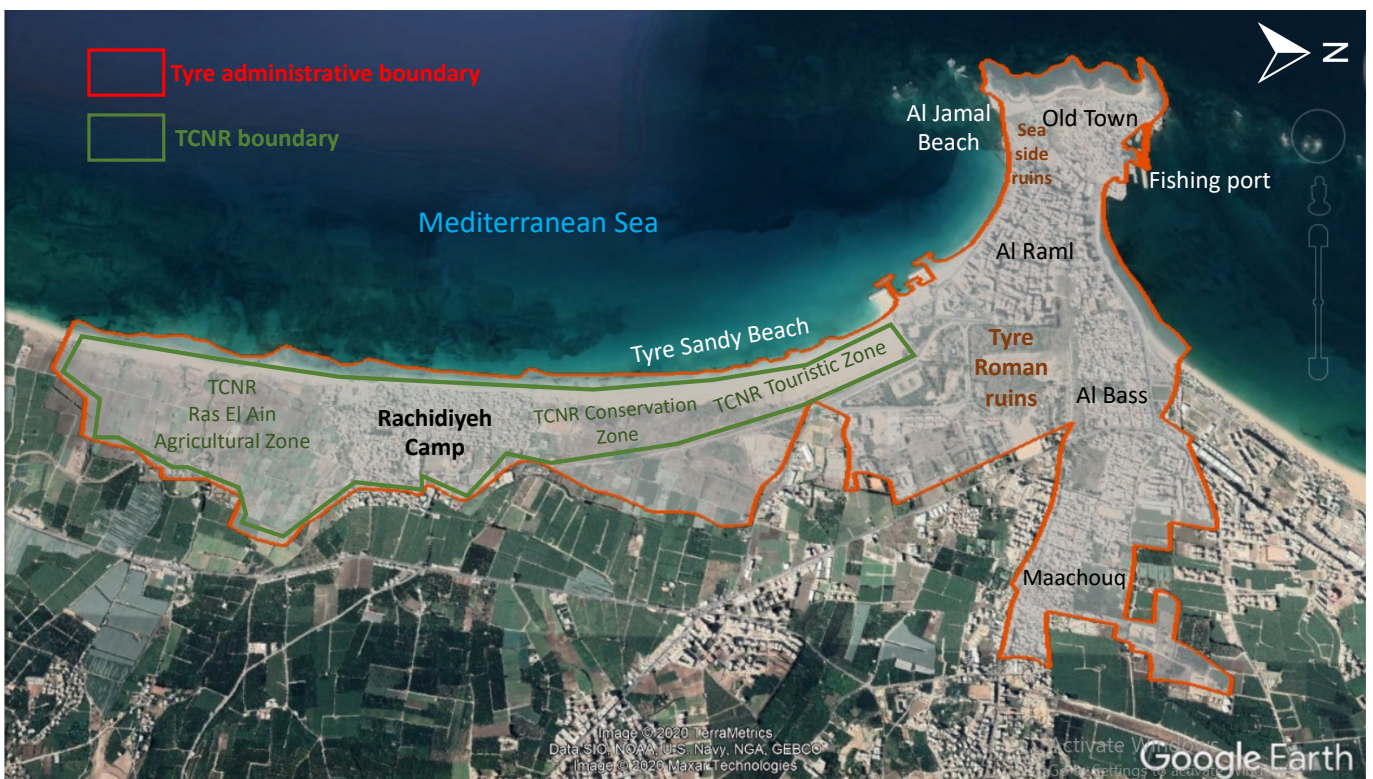 Tyre administrative boundary
TCNR boundary
N
Al Jamal
Beach
Old Town
Sea
side
ruins
Fishing port
Mediterranean Sea
Al Raml
Tyre Sandy Beach
Tyre
Roman
ruins
TCNR Touristic Zone
Al Bass
TCNR
Ras El Ain
Agricultural Zone
Rachidiyeh
Camp
TCNR Conservation
Zone
Maachouq
Image © 2020 TerraMetrics
Data SIO, NOAA, U.S. Navy, NGA, GEBCO
Image © 2020 Maxar Technologies
Activate Windows
Google Earth